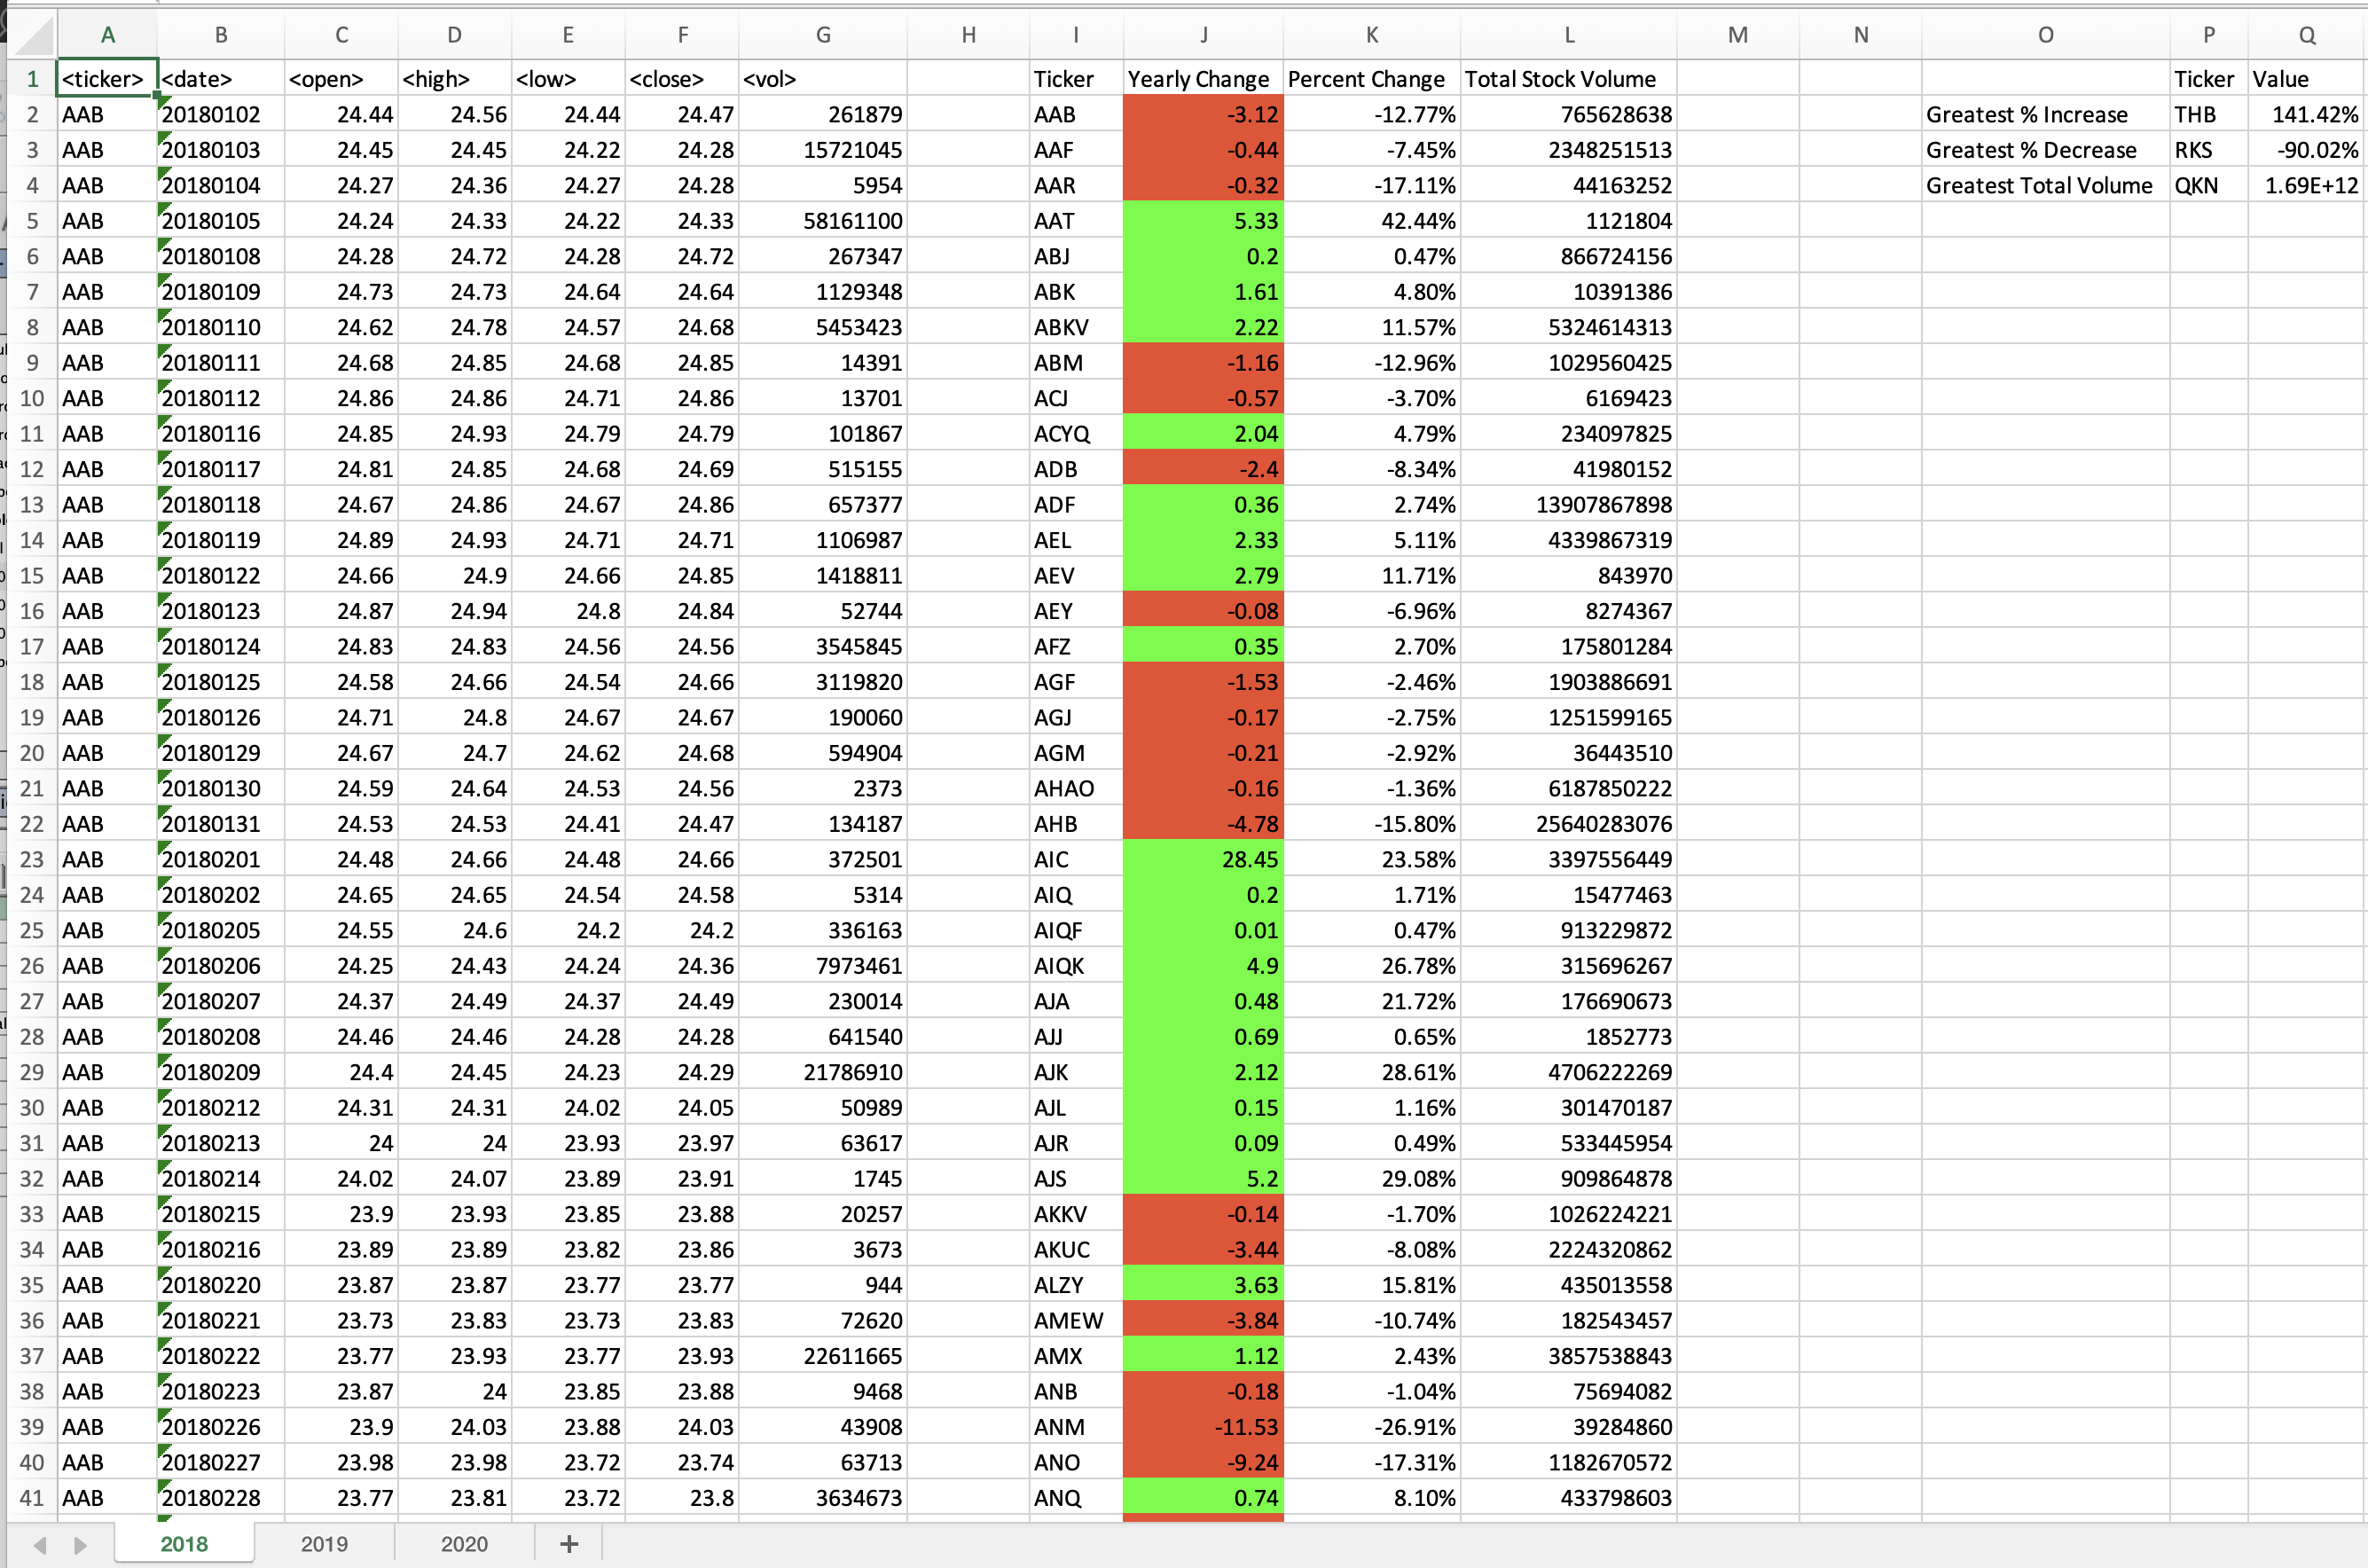 A B C D E F G H I J K L M N O P Q
1 <ticker> <date> <open> <high> <low> <close> <vol> Ticker Yearly Change Percent Change Total Stock Volume Ticker Value
2 AAB 20180102 24.44 24.56 24.44 24.47 261879 AAB -3.12 -12.77% 765628638 Greatest % Increase THB 141.42%
3 AAB 20180103 24.45 24.45 24.22 24.28 15721045 AAF -0.44 -7.45% 2348251513 Greatest % Decrease RKS -90.02%
4 AAB 20180104 24.27 24.36 24.27 24.28 5954 AAR -0.32 -17.11% 44163252 Greatest Total Volume QKN 1.69E+12
5 AAB 20180105 24.24 24.33 24.22 24.33 58161100 AAT 5.33 42.44% 1121804
6 AAB 20180108 24.28 24.72 24.28 24.72 267347 ABJ 0.2 0.47% 866724156
7 AAB 20180109 24.73 24.73 24.64 24.64 1129348 ABK 1.61 4.80% 10391386
8 AAB 20180110 24.62 24.78 24.57 24.68 5453423 ABKV 2.22 11.57% 5324614313
9 AAB 20180111 24.68 24.85 24.68 24.85 14391 ABM -1.16 -12.96% 1029560425
10 AAB 20180112 24.86 24.86 24.71 24.86 13701 ACJ -0.57 -3.70% 6169423
11 AAB 20180116 24.85 24.93 24.79 24.79 101867 ACYQ 2.04 4.79% 234097825
12 AAB 20180117 24.81 24.85 24.68 24.69 515155 ADB -2.4 -8.34% 41980152
13 AAB 20180118 24.67 24.86 24.67 24.86 657377 ADF 0.36 2.74% 13907867898
14 AAB 20180119 24.89 24.93 24.71 24.71 1106987 AEL 2.33 5.11% 4339867319
15 AAB 20180122 24.66 24.9 24.66 24.85 1418811 AEV 2.79 11.71% 843970
16 AAB 20180123 24.87 24.94 24.8 24.84 52744 AEY -0.08 -6.96% 8274367
17 AAB 20180124 24.83 24.83 24.56 24.56 3545845 AFZ 0.35 2.70% 175801284
18 AAB 20180125 24.58 24.66 24.54 24.66 3119820 AGF -1.53 -2.46% 1903886691
19 AAB 20180126 24.71 24.8 24.67 24.67 190060 AGJ -0.17 -2.75% 1251599165
20 AAB 20180129 24.67 24.7 24.62 24.68 594904 AGM -0.21 -2.92% 36443510
21 AAB 20180130 24.59 24.64 24.53 24.56 2373 AHAO -0.16 -1.36% 6187850222
22 AAB 20180131 24.53 24.53 24.41 24.47 134187 AHB -4.78 -15.80% 25640283076
23 AAB 20180201 24.48 24.66 24.48 24.66 372501 AIC 28.45 23.58% 3397556449
24 AAB 20180202 24.65 24.65 24.54 24.58 5314 AIQ 0.2 1.71% 15477463
25 AAB 20180205 24.55 24.6 24.2 24.2 336163 AIQF 0.01 0.47% 913229872
26 AAB 20180206 24.25 24.43 24.24 24.36 7973461 AIQK 4.9 26.78% 315696267
27 AAB 20180207 24.37 24.49 24.37 24.49 230014 AJA 0.48 21.72% 176690673
28 AAB 20180208 24.46 24.46 24.28 24.28 641540 AJJ 0.69 0.65% 1852773
29 AAB 20180209 24.4 24.45 24.23 24.29 21786910 AJK 2.12 28.61% 4706222269
30 AAB 20180212 24.31 24.31 24.02 24.05 50989 AJL 0.15 1.16% 301470187
31 AAB 20180213 24 24 23.93 23.97 63617 AJR 0.09 0.49% 533445954
32 AAB 20180214 24.02 24.07 23.89 23.91 1745 AJS 5.2 29.08% 909864878
33 AAB 20180215 23.9 23.93 23.85 23.88 20257 AKKV -0.14 -1.70% 1026224221
34 AAB 20180216 23.89 23.89 23.82 23.86 3673 AKUC -3.44 -8.08% 2224320862
35 AAB 20180220 23.87 23.87 23.77 23.77 944 ALZY 3.63 15.81% 435013558
36 AAB 20180221 23.73 23.83 23.73 23.83 72620 AMEW -3.84 -10.74% 182543457
37 AAB 20180222 23.77 23.93 23.77 23.93 22611665 AMX 1.12 2.43% 3857538843
38 AAB 20180223 23.87 24 23.85 23.88 9468 ANB -0.18 -1.04% 75694082
39 AAB 20180226 23.9 24.03 23.88 24.03 43908 ANM -11.53 -26.91% 39284860
40 AAB 20180227 23.98 23.98 23.72 23.74 63713 ANO -9.24 -17.31% 1182670572
41 AAB 20180228 23.77 23.81 23.72 23.8 3634673 ANQ 0.74 8.10% 433798603
2018 2019 2020 +